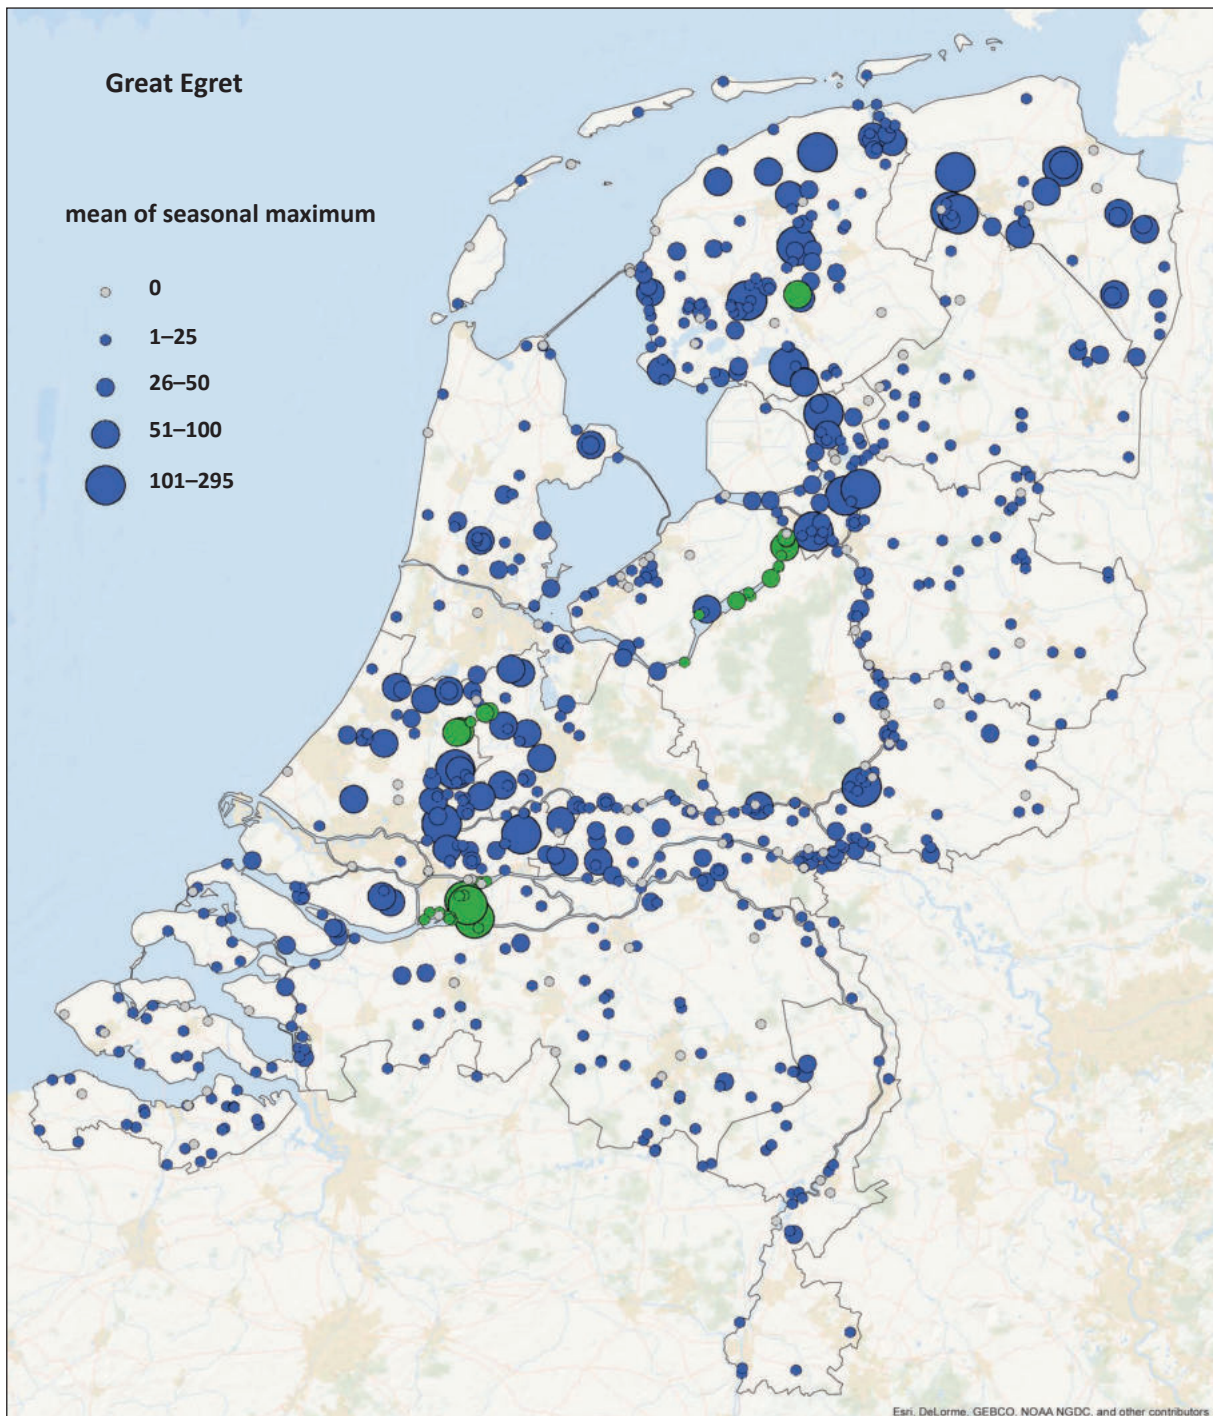 Great Egret
mean of seasonal maximum
0
1–25
26–50
51–100
101–295
Esri, DeLorme, GEBCO, NOAA NGDC, and other contributors